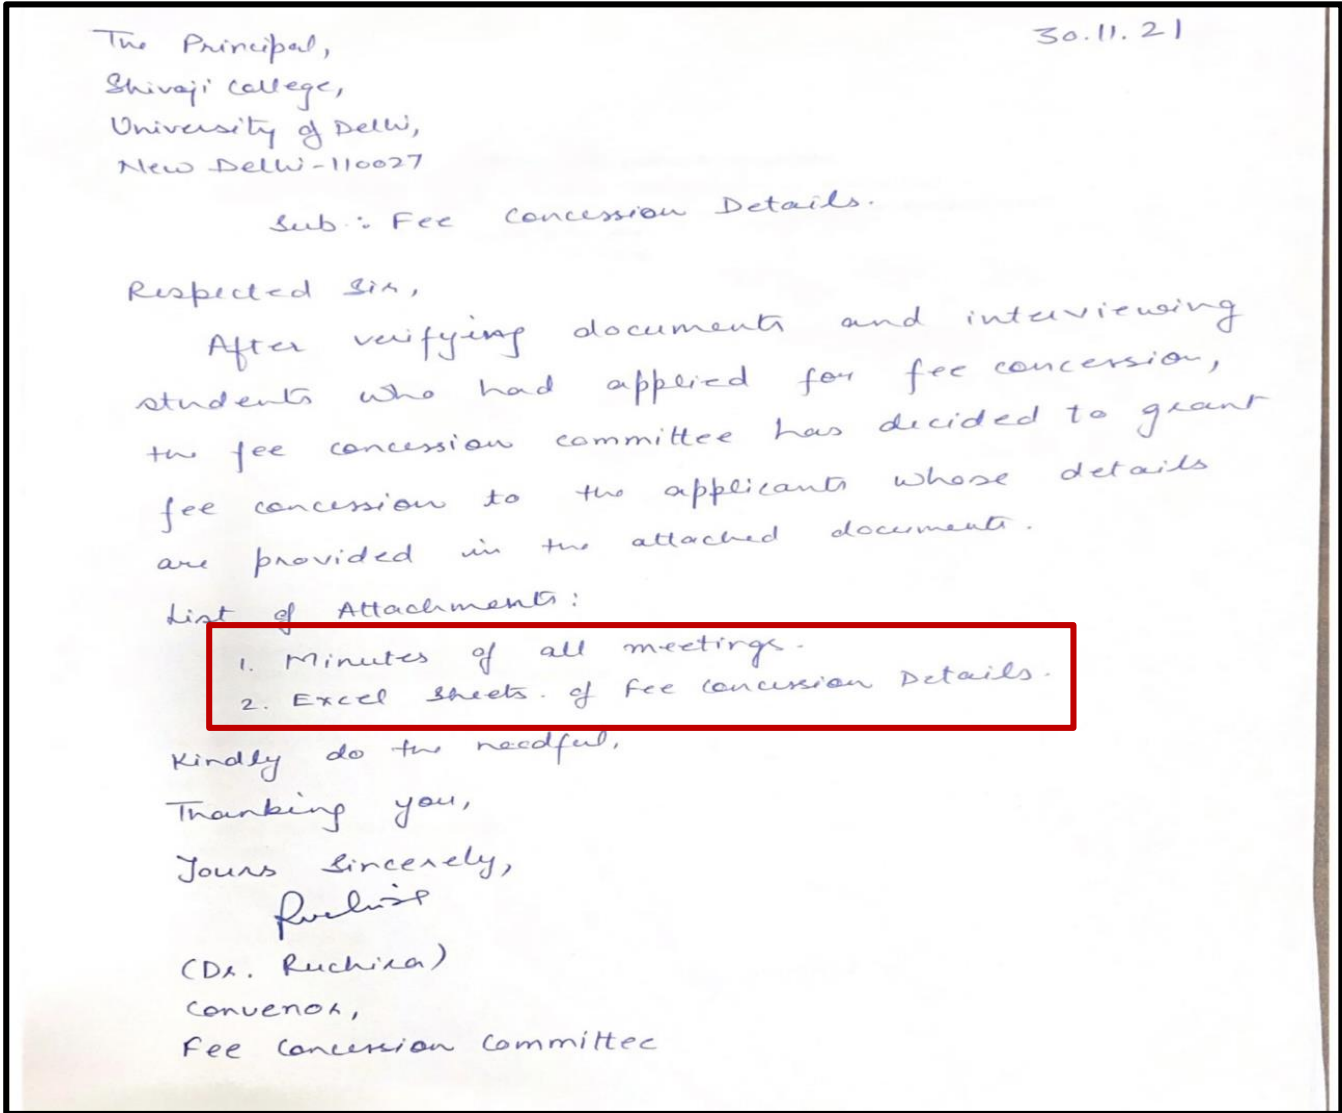 The Principal,
30.11.21
Shivaji College,
University of Delhi,
New Delhi-110027
Sub: Fee Concession Details.
Respected Sir,
After verifying documents and interviewing
students who had applied for fee concession,
the fee concession committee has decided to grant
fee concession to the applicants whose details
are provided in the attached documents.
List of Attachments:
1. Minutes of all meetings.
2. Excel Sheets. of Fee Concession Details.
Kindly do the needful,
Thanking you,
Yours Sincerely,
Ruchira
(Dr. Ruchira)
Convenor,
Fee Concession Committee